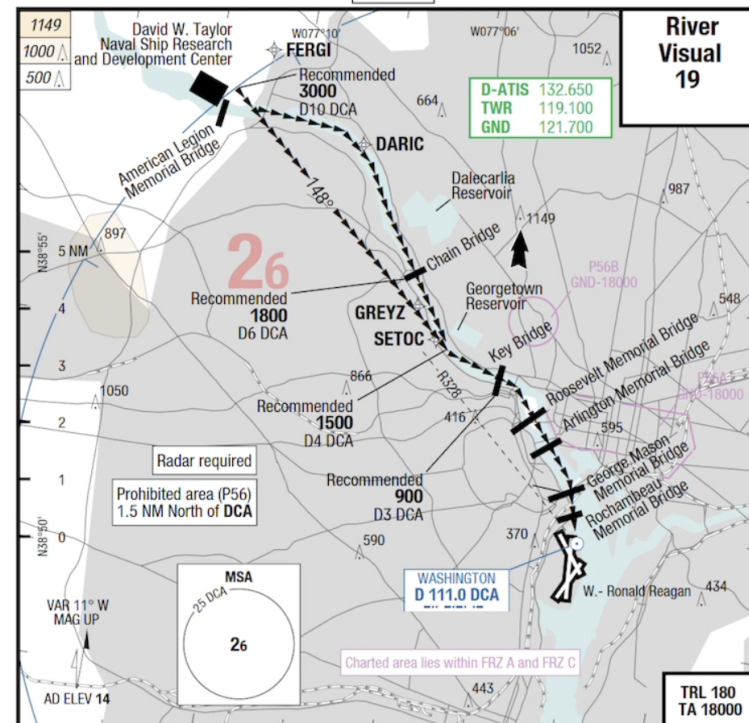 1149
1000
500
David W. Taylor
Naval Ship Research
and Development Center
W077°10'
FERGI
W077°06'
1052
River
Visual
19
Recommended
3000
D10 DCA
664
D-ATIS 132.650
TWR 119.100
GND 121.700
American Legion
Memorial Bridge
DARIC
148°
Dalecarlia
Reservoir
987
1149
897
N38°55'
5 NM
26
Chain Bridge
P56B
GND-18000
Recommended
1800
D6 DCA
Georgetown
Reservoir
4
GREYZ
SETOC
548
Key Bridge
Roosevelt Memorial Bridge
3
866
R328
Arlington Memorial Bridge
GND-18000
1050
Recommended
1500
D4 DCA
416
595
2
Radar required
George Mason
Memorial Bridge
1
Prohibited area (P56)
1.5 NM North of DCA
Recommended
900
D3 DCA
Rochambeau
Memorial Bridge
N38°50'
0
590
370
MSA
25 DCA
26
WASHINGTON
D 111.0 DCA
W.- Ronald Reagan
434
VAR 11° W
MAG UP
Charted area lies within FRZ A and FRZ C
AD ELEV 14
443
TRL 180
TA 18000